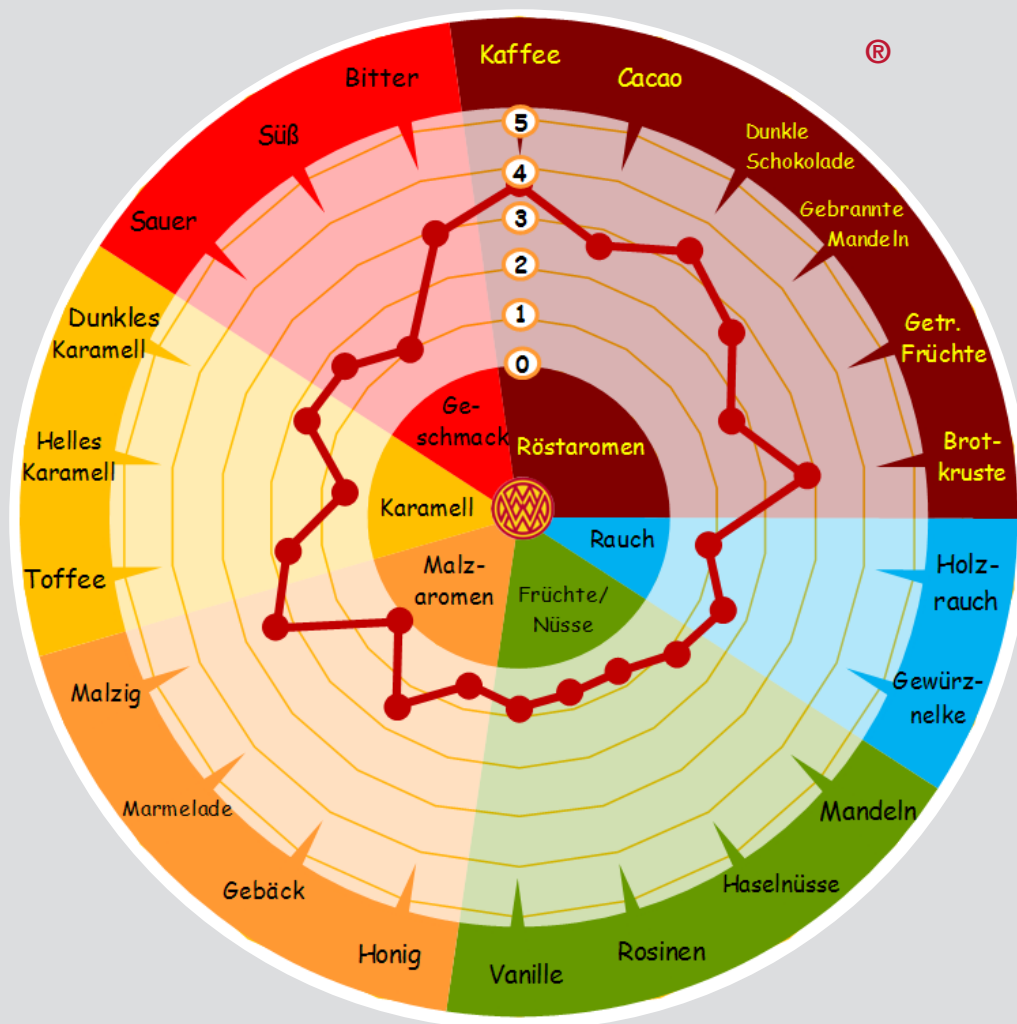 ®
Kaffee
Cacao
Dunkle
Schokolade
Gebrannte
Mandeln
Getr.
Früchte
Brot-
kruste
Holz-
rauch
Gewürz-
nelke
Mandeln
Haselnüsse
Rosinen
Vanille
Honig
Gebäck
Marmelade
Malzig
Toffee
Helles
Karamell
Dunkles
Karamell
Sauer
Süß
Bitter
5
4
3
2
1
0
Ge-
schmack
Röstaromen
Karamell
Rauch
Malz-
aromen
Früchte/
Nüsse